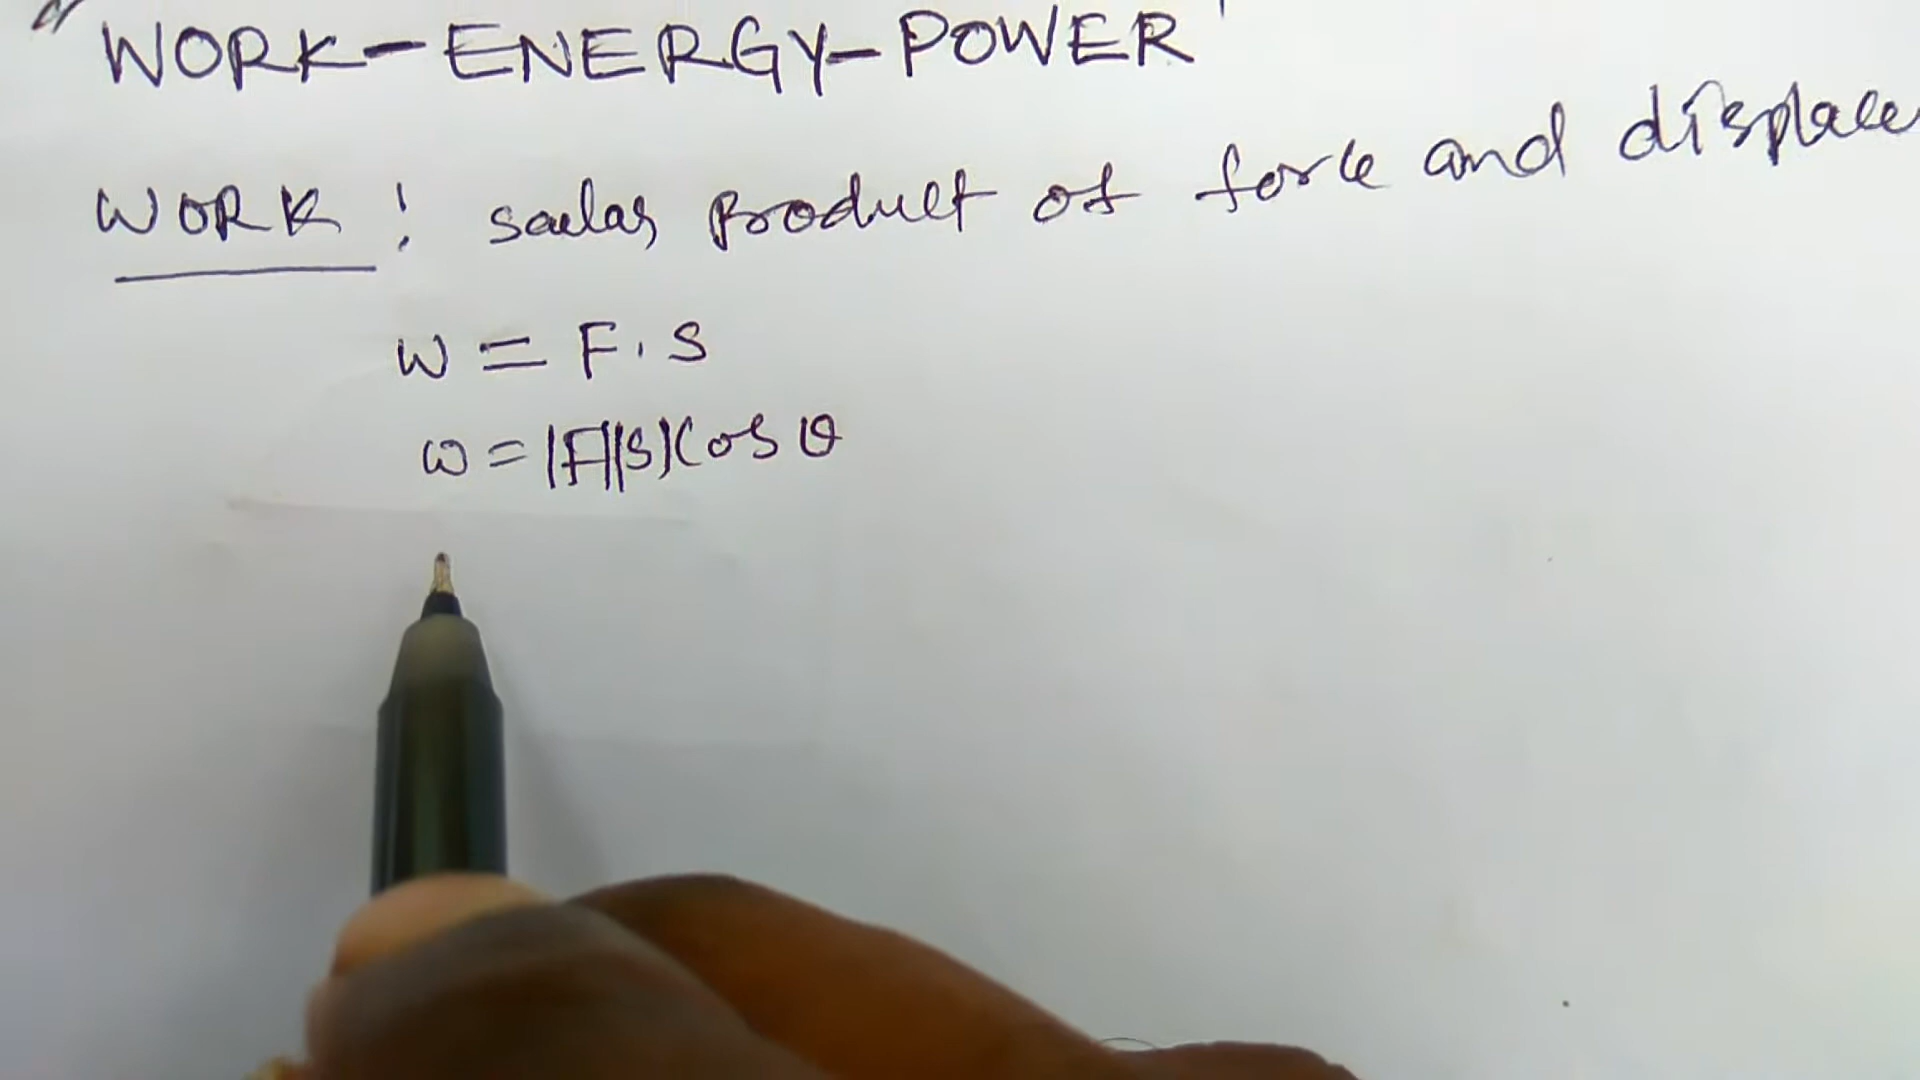 "WORK-ENERGY-POWER"
WORK : scalar product of force and displace
W = F.S
W = |F||S|Cos θ